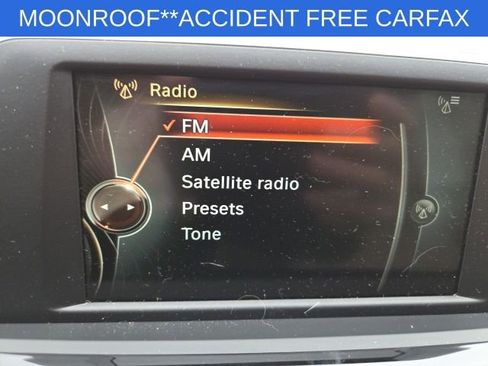 MOONROOF**ACCIDENT FREE CARFAX
Radio
FM
AM
Satellite radio
Presets
Tone